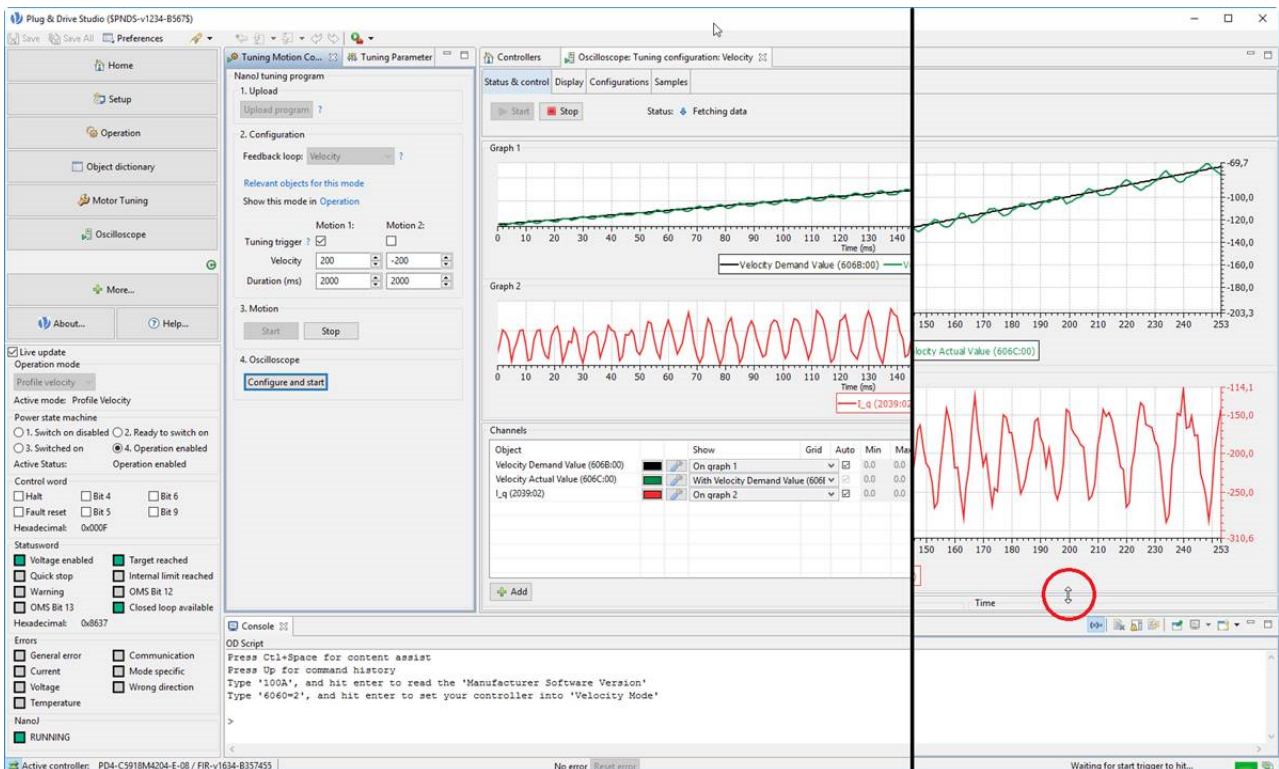 Plug & Drive Studio ($PNDS-v1234-B567$)
Save Save All Preferences
Home
Setup
Operation
Object dictionary
Motor Tuning
Oscilloscope
More...
About... Help...
Live update
Operation mode
Profile velocity
Active mode: Profile Velocity
Power state machine
1. Switch on disabled 2. Ready to switch on
3. Switched on 4. Operation enabled
Active Status: Operation enabled
Control word
Halt Bit 4 Bit 6
Fault reset Bit 5 Bit 9
Hexadecimal: 0x000F
Statusword
Voltage enabled Target reached
Quick stop Internal limit reached
Warning OMS Bit 12
OMS Bit 13 Closed loop available
Hexadecimal: 0x8637
Errors
General error Communication
Current Mode specific
Voltage Wrong direction
Temperature
NanoJ
RUNNING
Tuning Motion Co... Tuning Parameter
NanoJ tuning program
1. Upload
Upload program ?
2. Configuration
Feedback loop: Velocity ?
Relevant objects for this mode
Show this mode in Operation
Motion 1: Motion 2:
Tuning trigger ?
Velocity 200 -200
Duration (ms) 2000 2000
3. Motion
Start Stop
4. Oscilloscope
Configure and start
Controllers Oscilloscope: Tuning configuration: Velocity
Status & control Display Configurations Samples
Start Stop Status: Fetching data
Graph 1
0 10 20 30 40 50 60 70 80 90 100 110 120 130 140
Time (ms)
Velocity Demand Value (606B:00) V
Graph 2
0 10 20 30 40 50 60 70 80 90 100 110 120 130 140
Time (ms)
I_q (2039:02
Channels
Object Show Grid Auto Min Max
Velocity Demand Value (606B:00) On graph 1 0.0 0.0
Velocity Actual Value (606C:00) With Velocity Demand Value (606B 0.0 0.0
I_q (2039:02) On graph 2 0.0 0.0
Add
-69,7
-100,0
-120,0
-140,0
-160,0
-180,0
-203,3
150 160 170 180 190 200 210 220 230 240 253
locity Actual Value (606C:00)
-114,1
-150,0
-200,0
-250,0
-310,6
150 160 170 180 190 200 210 220 230 240 253
Time
Console
OD Script
Press Ctl+Space for content assist
Press Up for command history
Type '100A', and hit enter to read the 'Manufacturer Software Version'
Type '6060=2', and hit enter to set your controller into 'Velocity Mode'
>
Active controller: PD4-C5918M4204-E-08 / FIR-v1634-B357455
No error Reset error
Waiting for start trigger to hit...